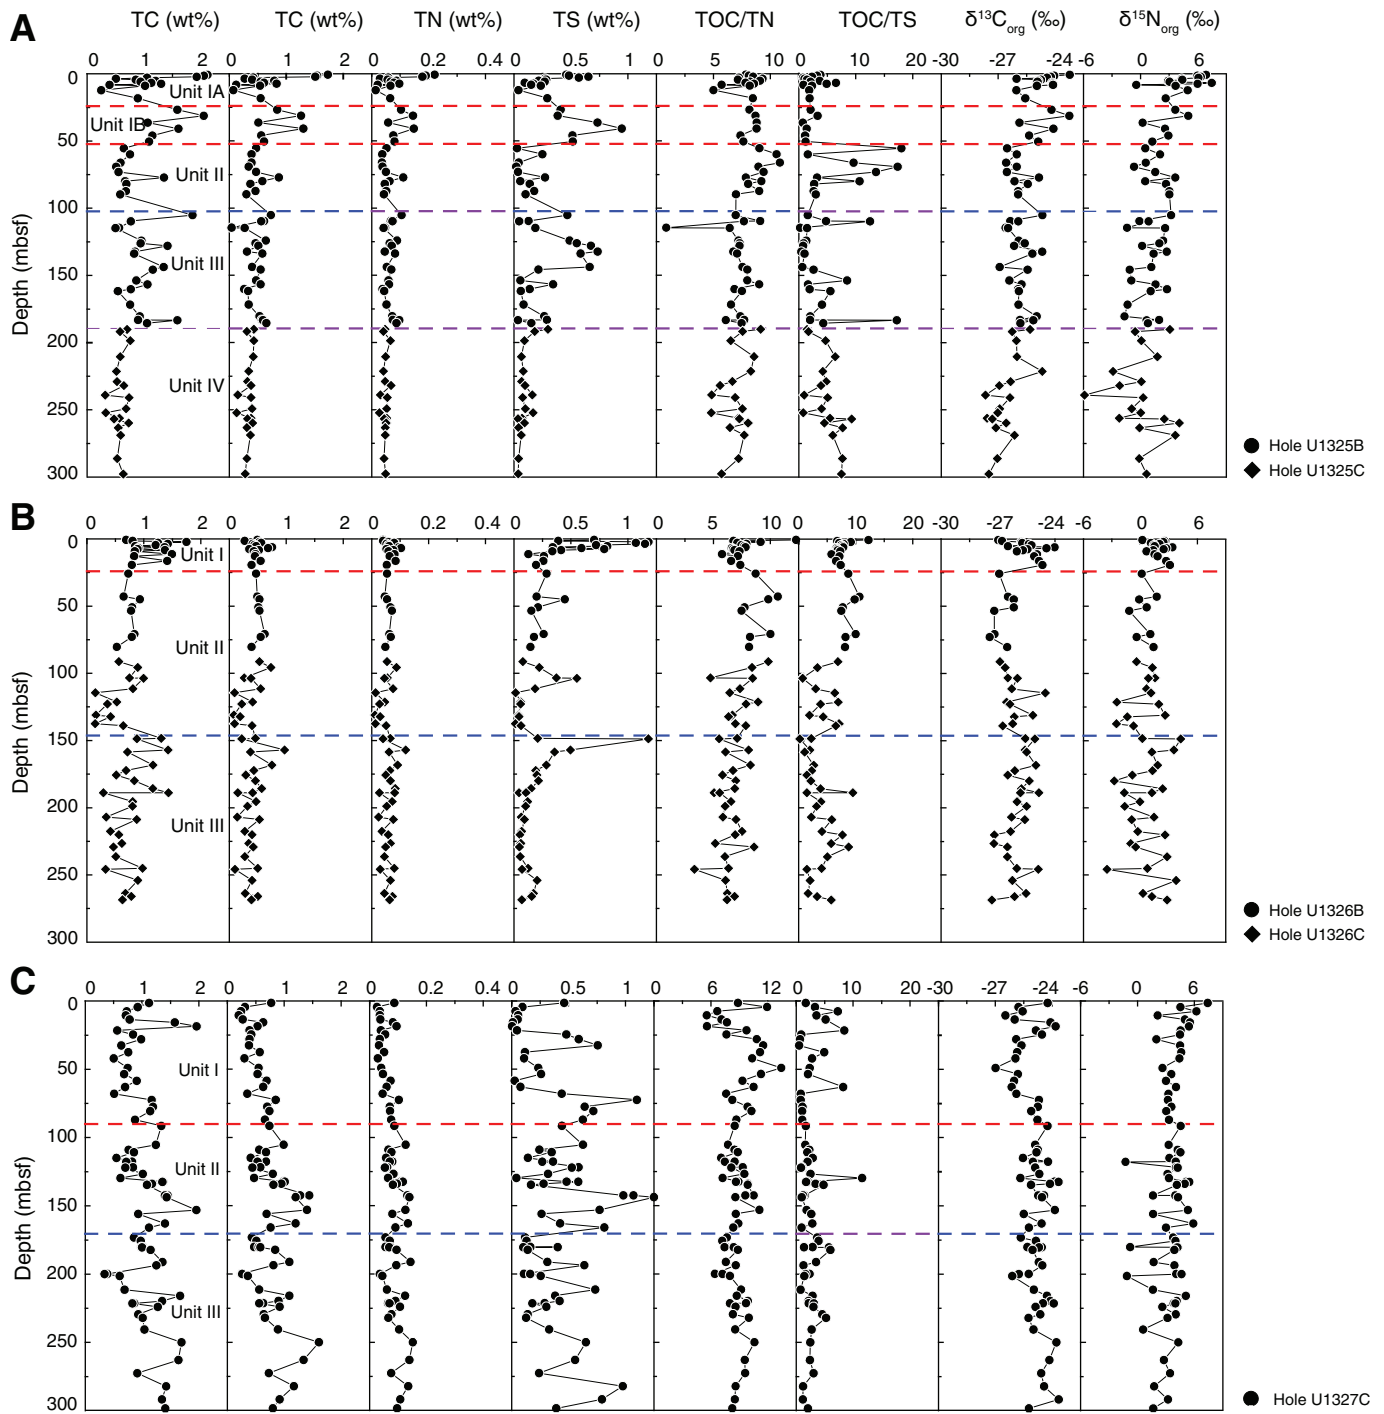 A
TC (wt%) TC (wt%) TN (wt%) TS (wt%) TOC/TN TOC/TS δ13Corg (‰) δ15Norg (‰)
0 1 2 0 1 2 0 0.2 0.4 0 0.5 1 0 5 10 0 10 20 -30 -27 -24 -6 0 6
0
50
100
150
200
250
300
Depth (mbsf)
Unit IA
Unit IB
Unit II
Unit III
Unit IV
Hole U1325B
Hole U1325C
B
0 1 2 0 1 2 0 0.2 0.4 0 0.5 1 0 5 10 0 10 20 -30 -27 -24 -6 0 6
0
50
100
150
200
250
300
Depth (mbsf)
Unit I
Unit II
Unit III
Hole U1326B
Hole U1326C
C
0 1 2 0 1 2 0 0.2 0.4 0 0.5 1 0 6 12 0 10 20 -30 -27 -24 -6 0 6
0
50
100
150
200
250
300
Depth (mbsf)
Unit I
Unit II
Unit III
Hole U1327C